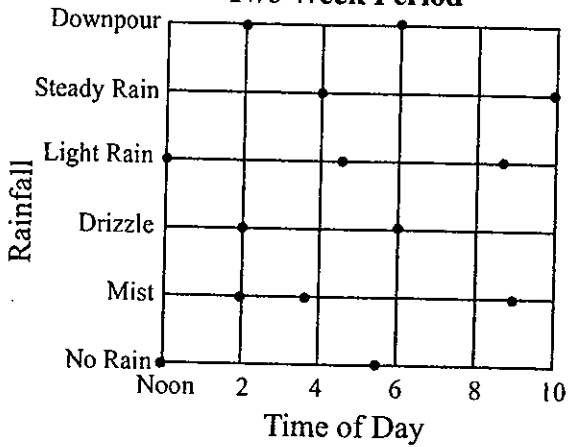 Two-Week Period
Downpour
Steady Rain
Light Rain
Drizzle
Mist
No Rain
Rainfall
Noon 2 4 6 8 10
Time of Day